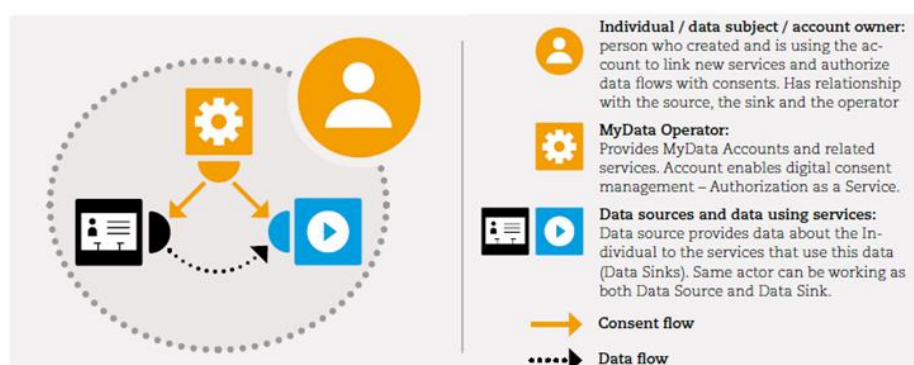 Individual / data subject / account owner:
person who created and is using the ac-
count to link new services and authorize
data flows with consents. Has relationship
with the source, the sink and the operator
MyData Operator:
Provides MyData Accounts and related
services. Account enables digital consent
management – Authorization as a Service.
Data sources and data using services:
Data source provides data about the In-
dividual to the services that use this data
(Data Sinks). Same actor can be working as
both Data Source and Data Sink.
Consent flow
Data flow